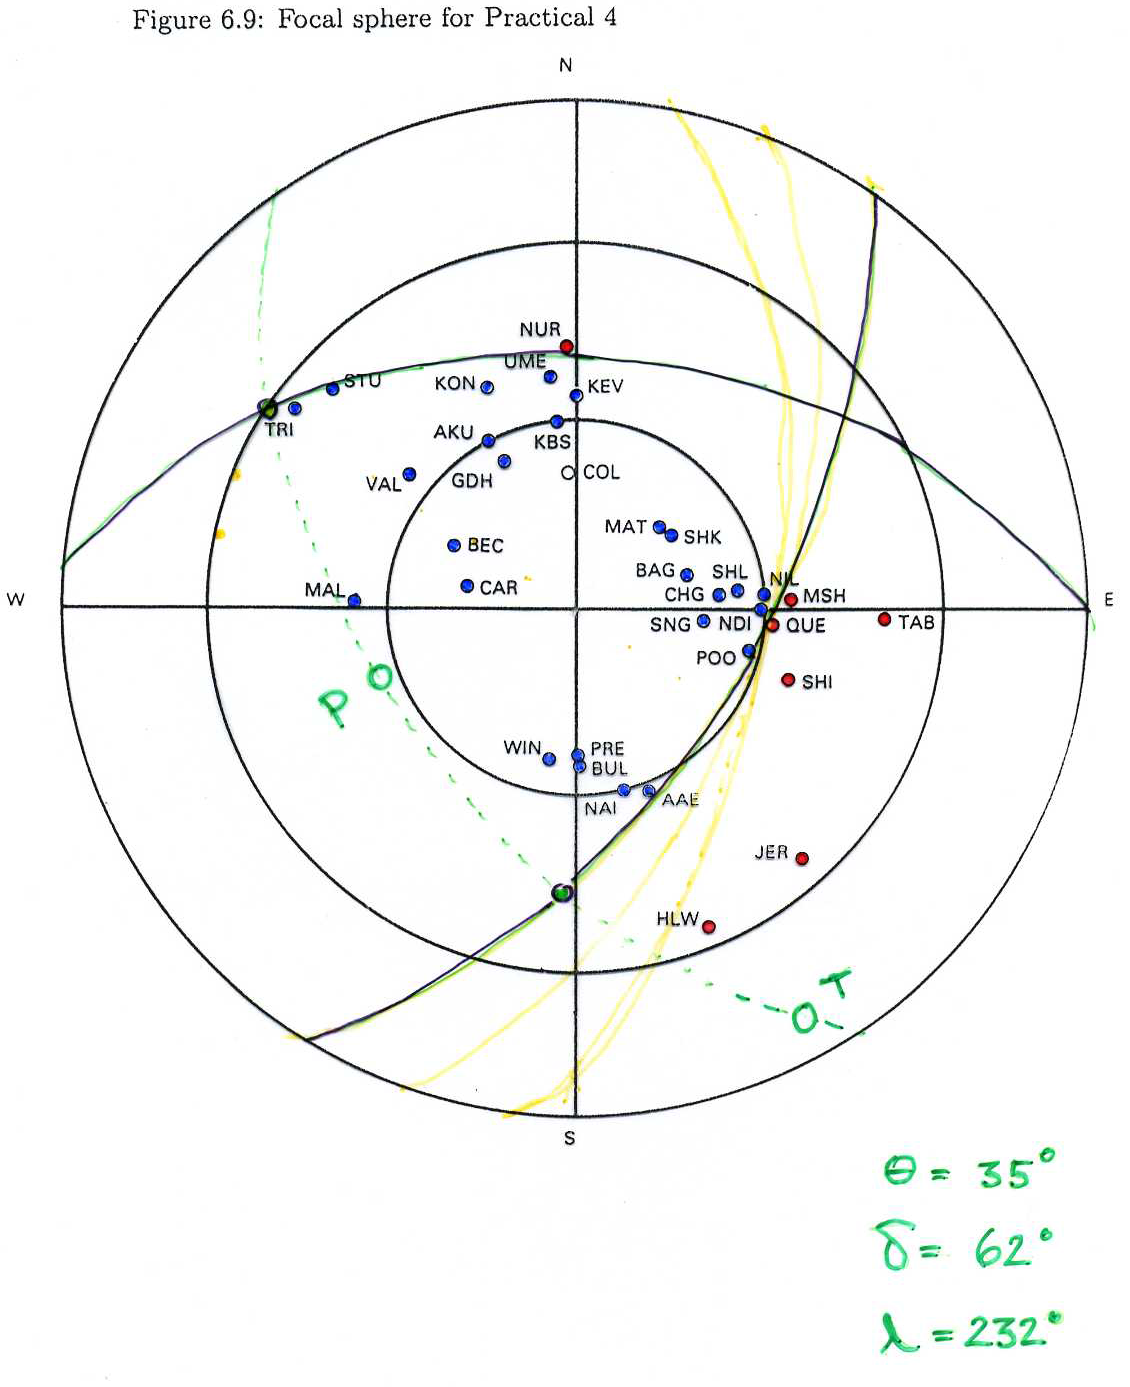 Figure 6.9: Focal sphere for Practical 4
N
NUR
UME
STU
KON
KEV
TRI
AKU
KBS
VAL
GDH
COL
MAT
SHK
BEC
BAG
SHL
NIL
MAL
CAR
CHG
MSH
W
E
SNG
NDI
QUE
TAB
POO
SHI
P
WIN
PRE
BUL
NAI
AAE
JER
HLW
T
S
θ = 35°
δ = 62°
λ = 232°